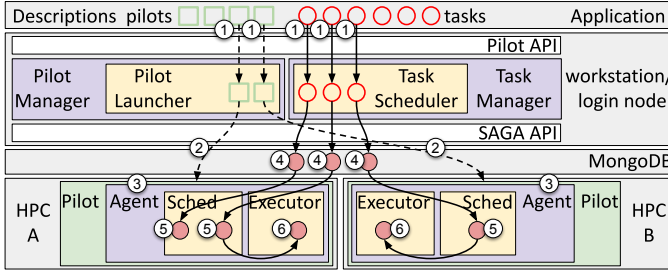 Descriptions pilots tasks Application
1 1 1 1 1
Pilot API
Pilot Manager
Pilot Launcher
Task Scheduler
Task Manager
workstation/ login node
SAGA API
2 2
4 4 4 MongoDB
3 3
HPC A
Pilot Agent Sched Executor
5 5 6
Executor Sched Agent Pilot
6 5
HPC B